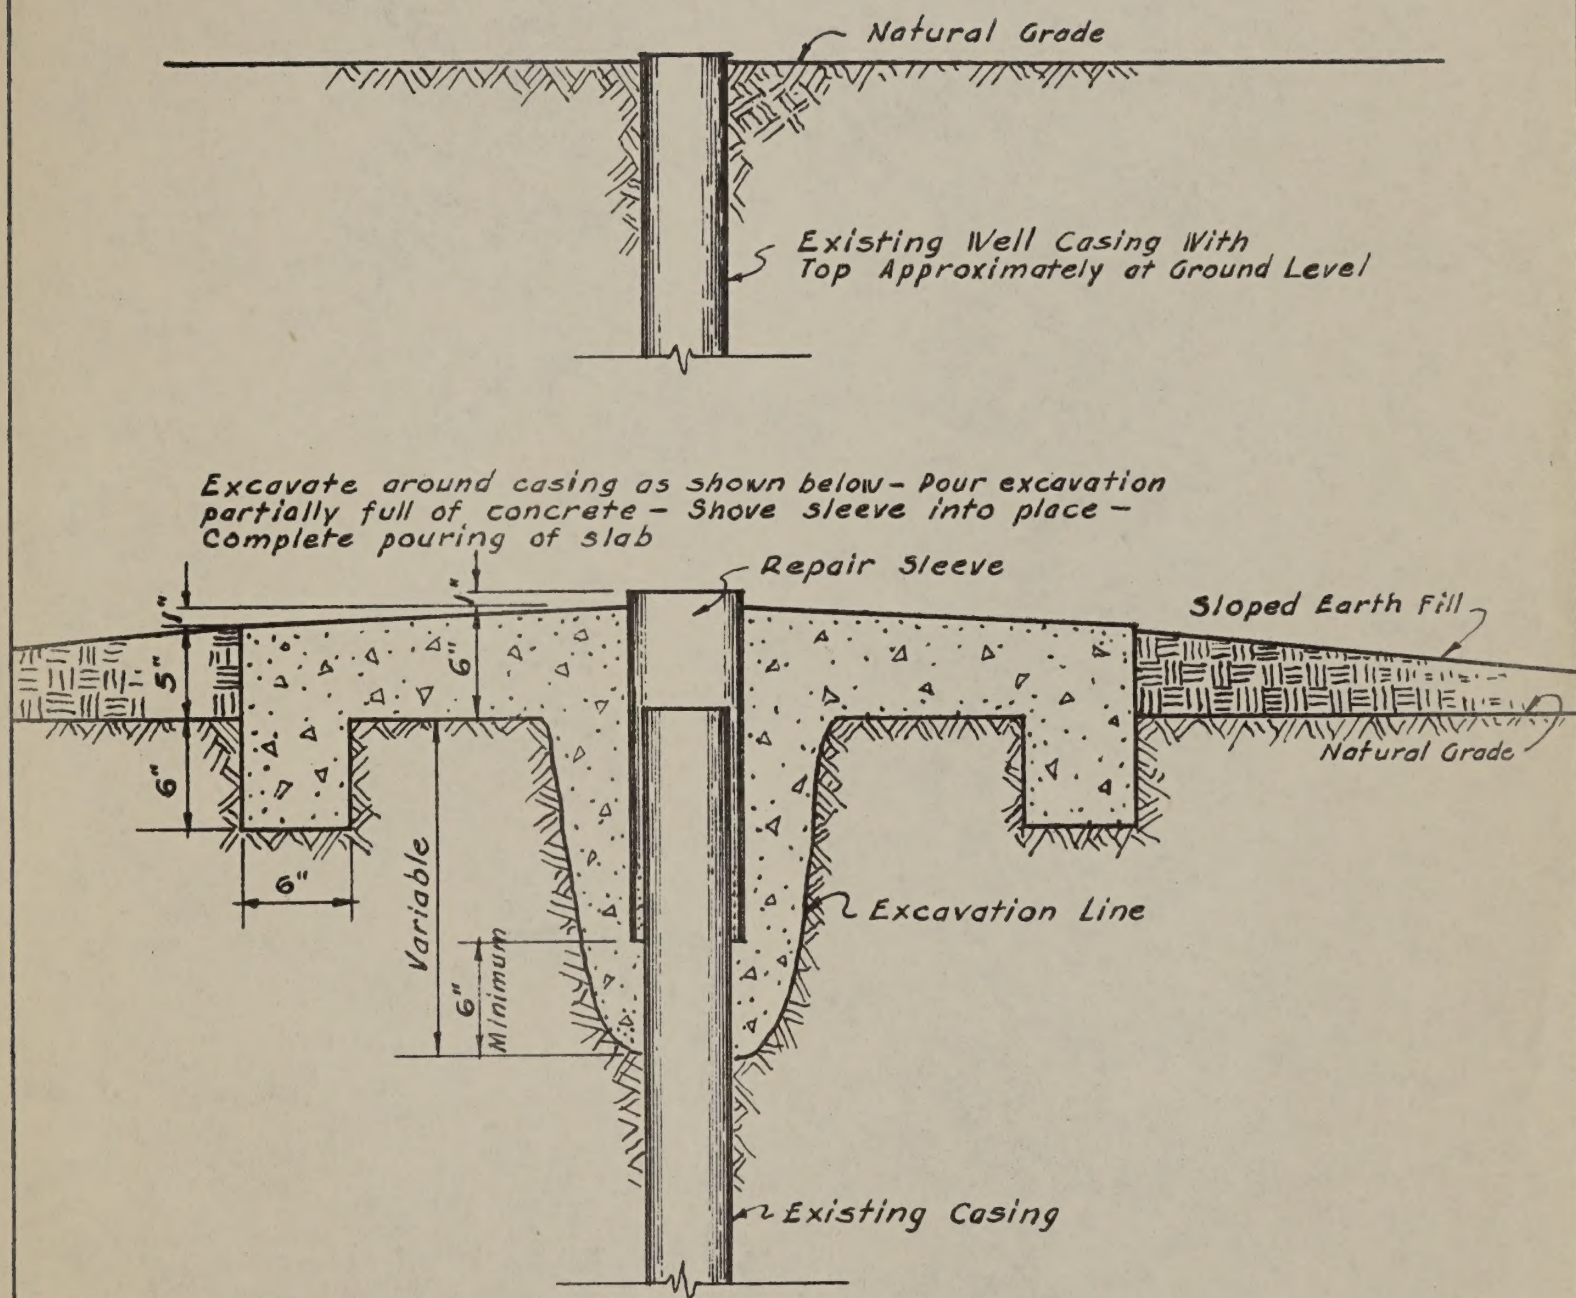 Natural Grade
Existing Well Casing With
Top Approximately at Ground Level
Excavate around casing as shown below - Pour excavation
partially full of concrete - Shove sleeve into place -
Complete pouring of slab
Repair Sleeve
1"
1"
Sloped Earth Fill
5"
6"
Natural Grade
6"
6"
Variable
Excavation Line
6"
Minimum
Existing Casing